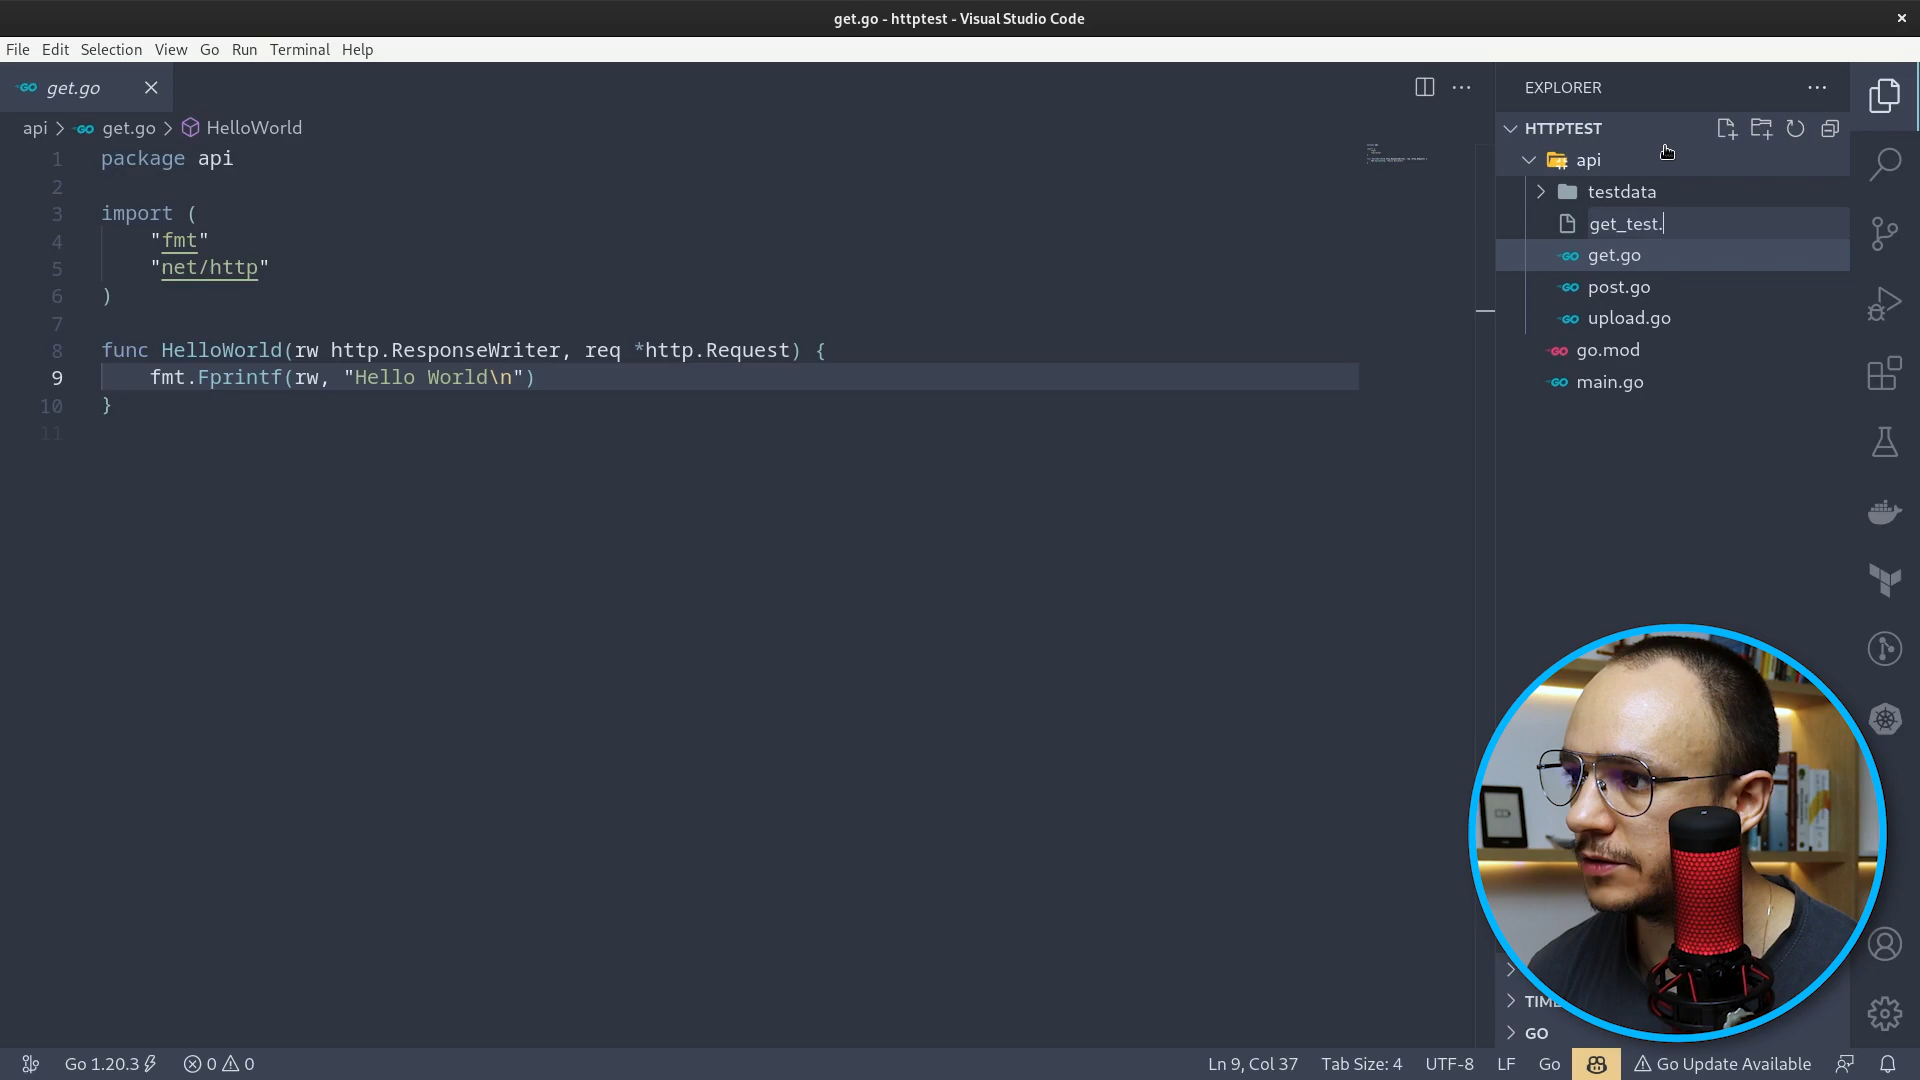 get.go - httptest - Visual Studio Code
File Edit Selection View Go Run Terminal Help
get.go
EXPLORER
api > get.go > HelloWorld
HTTPTEST
1 package api
api
2
testdata
3 import (
get_test.
4 "fmt"
get.go
5 "net/http"
post.go
6 )
upload.go
7
go.mod
8 func HelloWorld(rw http.ResponseWriter, req *http.Request) {
main.go
9 fmt.Fprintf(rw, "Hello World\n")
10 }
11
GO
Go 1.20.3 0 0 Ln 9, Col 37 Tab Size: 4 UTF-8 LF Go Go Update Available